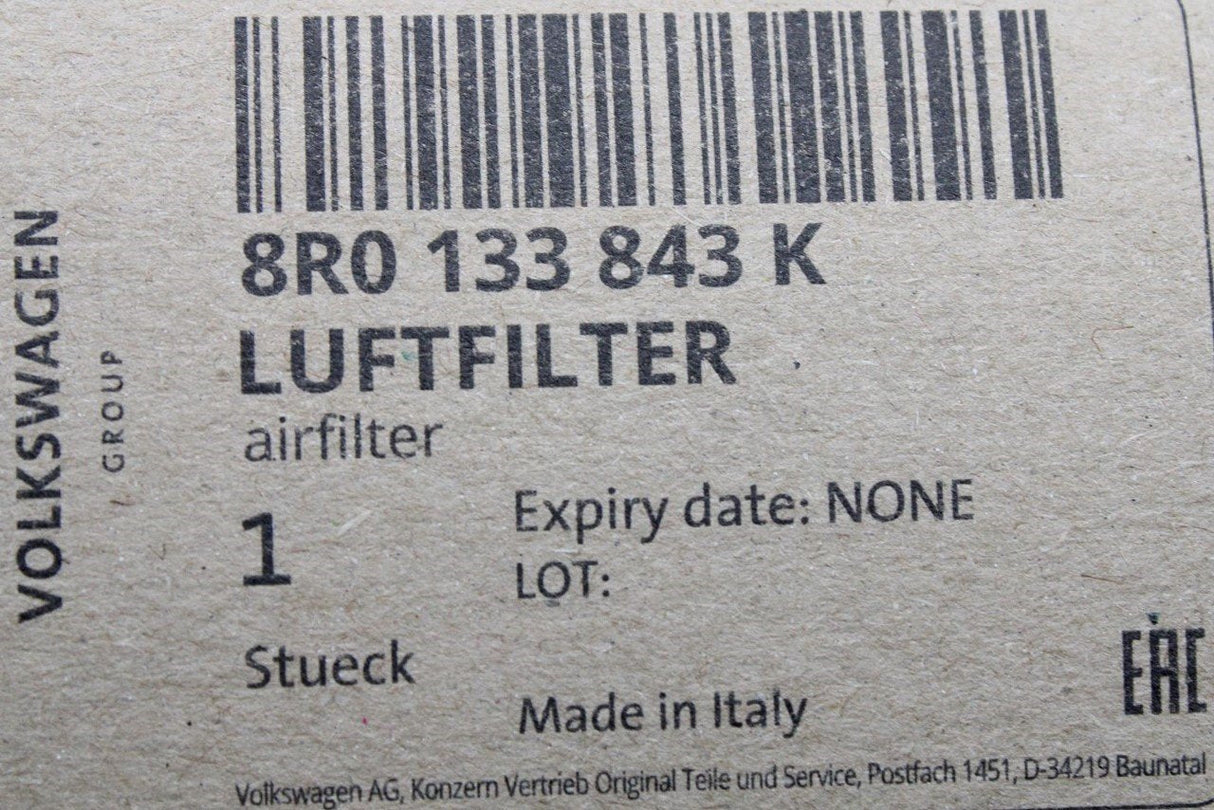 8R0 133 843 K
LUFTFILTER
airfilter
1
Expiry date: NONE
LOT:
Stueck
Made in Italy
Volkswagen AG, Konzern Vertrieb Original Teile und Service, Postfach 1451, D-34219 Baunatal
VOLKSWAGEN
GROUP
EAC